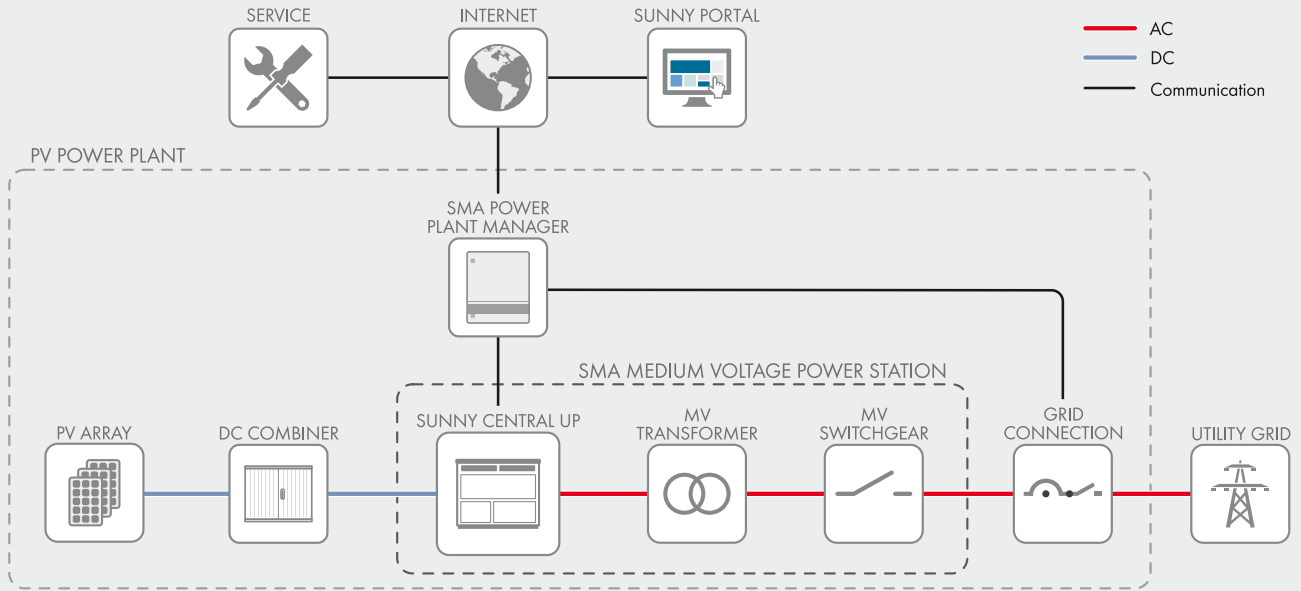 SERVICE
INTERNET
SUNNY PORTAL
AC
DC
Communication
PV POWER PLANT
SMA POWER
PLANT MANAGER
SMA MEDIUM VOLTAGE POWER STATION
PV ARRAY
DC COMBINER
SUNNY CENTRAL UP
MV
TRANSFORMER
MV
SWITCHGEAR
GRID
CONNECTION
UTILITY GRID